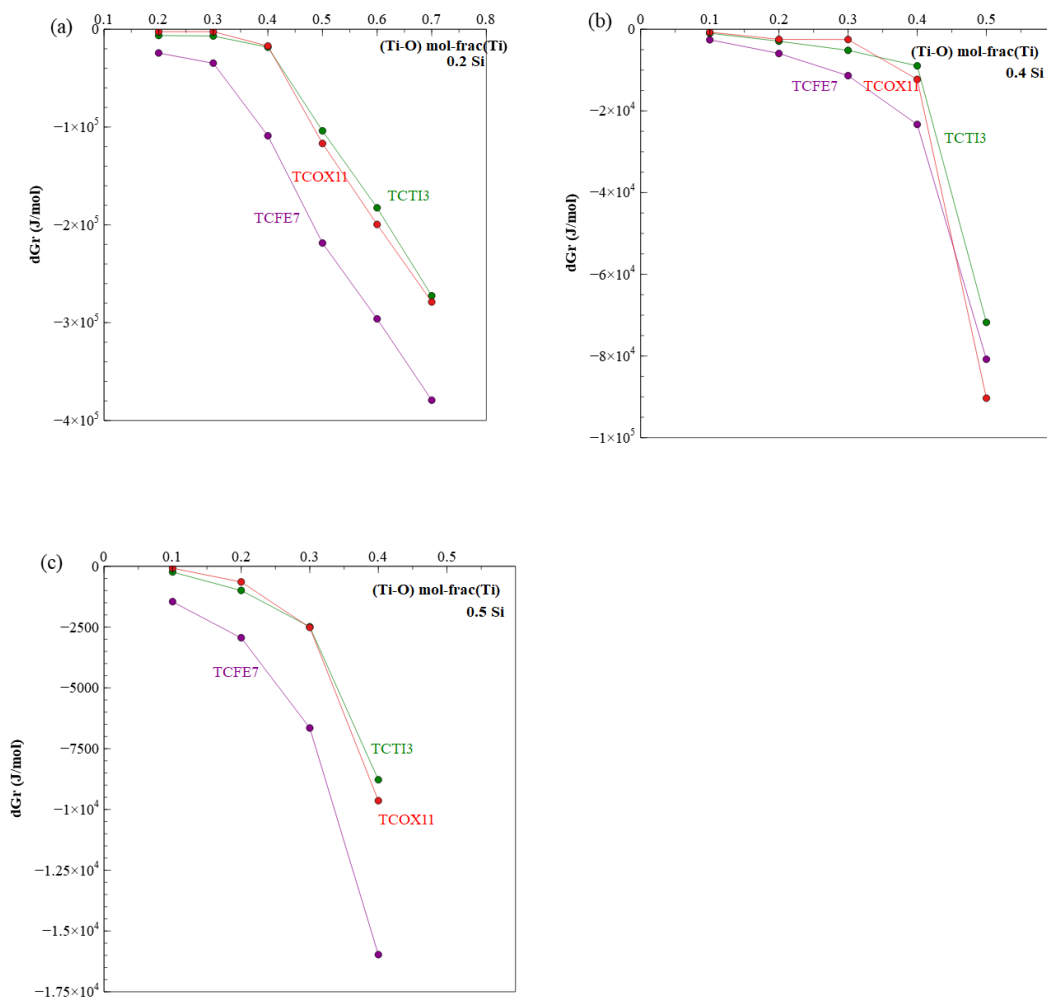 (a)
0.1 0.2 0.3 0.4 0.5 0.6 0.7 0.8
0
−1×10⁵
−2×10⁵
−3×10⁵
−4×10⁵
dGr (J/mol)
(Ti-O) mol-frac(Ti)
0.2 Si
TCOX11
TCTI3
TCFE7
(b)
0 0.1 0.2 0.3 0.4 0.5
0
−2×10⁴
−4×10⁴
−6×10⁴
−8×10⁴
−1×10⁵
dGr (J/mol)
(Ti-O) mol-frac(Ti)
0.4 Si
TCFE7
TCOX11
TCTI3
(c)
0 0.1 0.2 0.3 0.4 0.5
0
−2500
−5000
−7500
−1×10⁴
−1.25×10⁴
−1.5×10⁴
−1.75×10⁴
dGr (J/mol)
(Ti-O) mol-frac(Ti)
0.5 Si
TCFE7
TCTI3
TCOX11